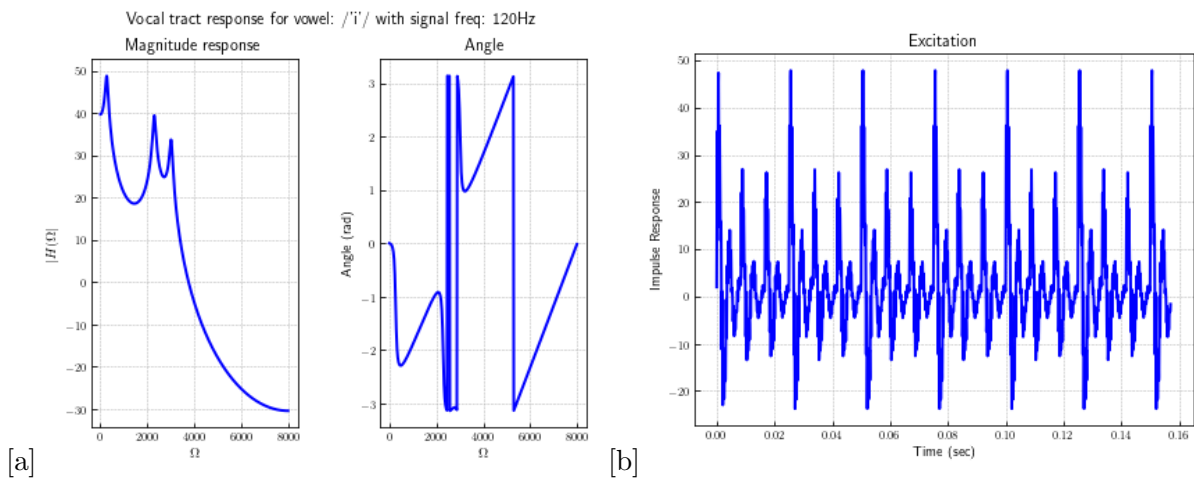 Vocal tract response for vowel: /'i'/ with signal freq: 120Hz
Magnitude response
Angle
Excitation
|H(Ω|
50
40
30
20
10
0
−10
−20
−30
0 2000 4000 6000 8000
Ω
Angle (rad)
3
2
1
0
−1
−2
−3
0 2000 4000 6000 8000
Ω
Impulse Response
50
40
30
20
10
0
−10
−20
0.00 0.02 0.04 0.06 0.08 0.10 0.12 0.14 0.16
Time (sec)
[a]
[b]